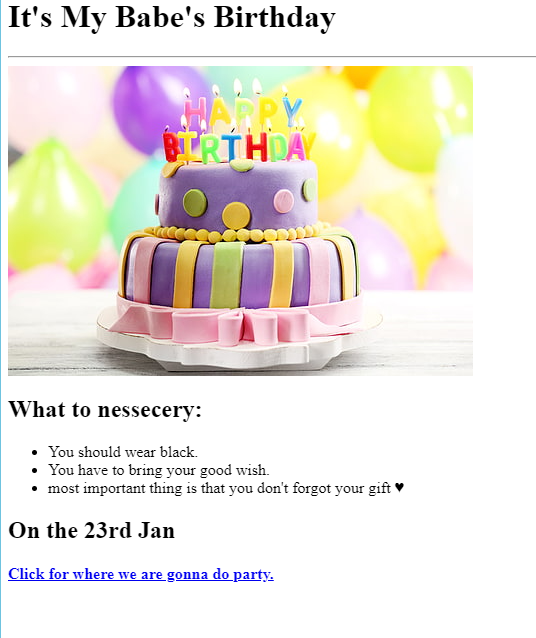 It's My Babe's Birthday
HAPPY
BIRTHDAY
What to nessecery:
You should wear black.
You have to bring your good wish.
most important thing is that you don't forgot your gift ♥
On the 23rd Jan
Click for where we are gonna do party.